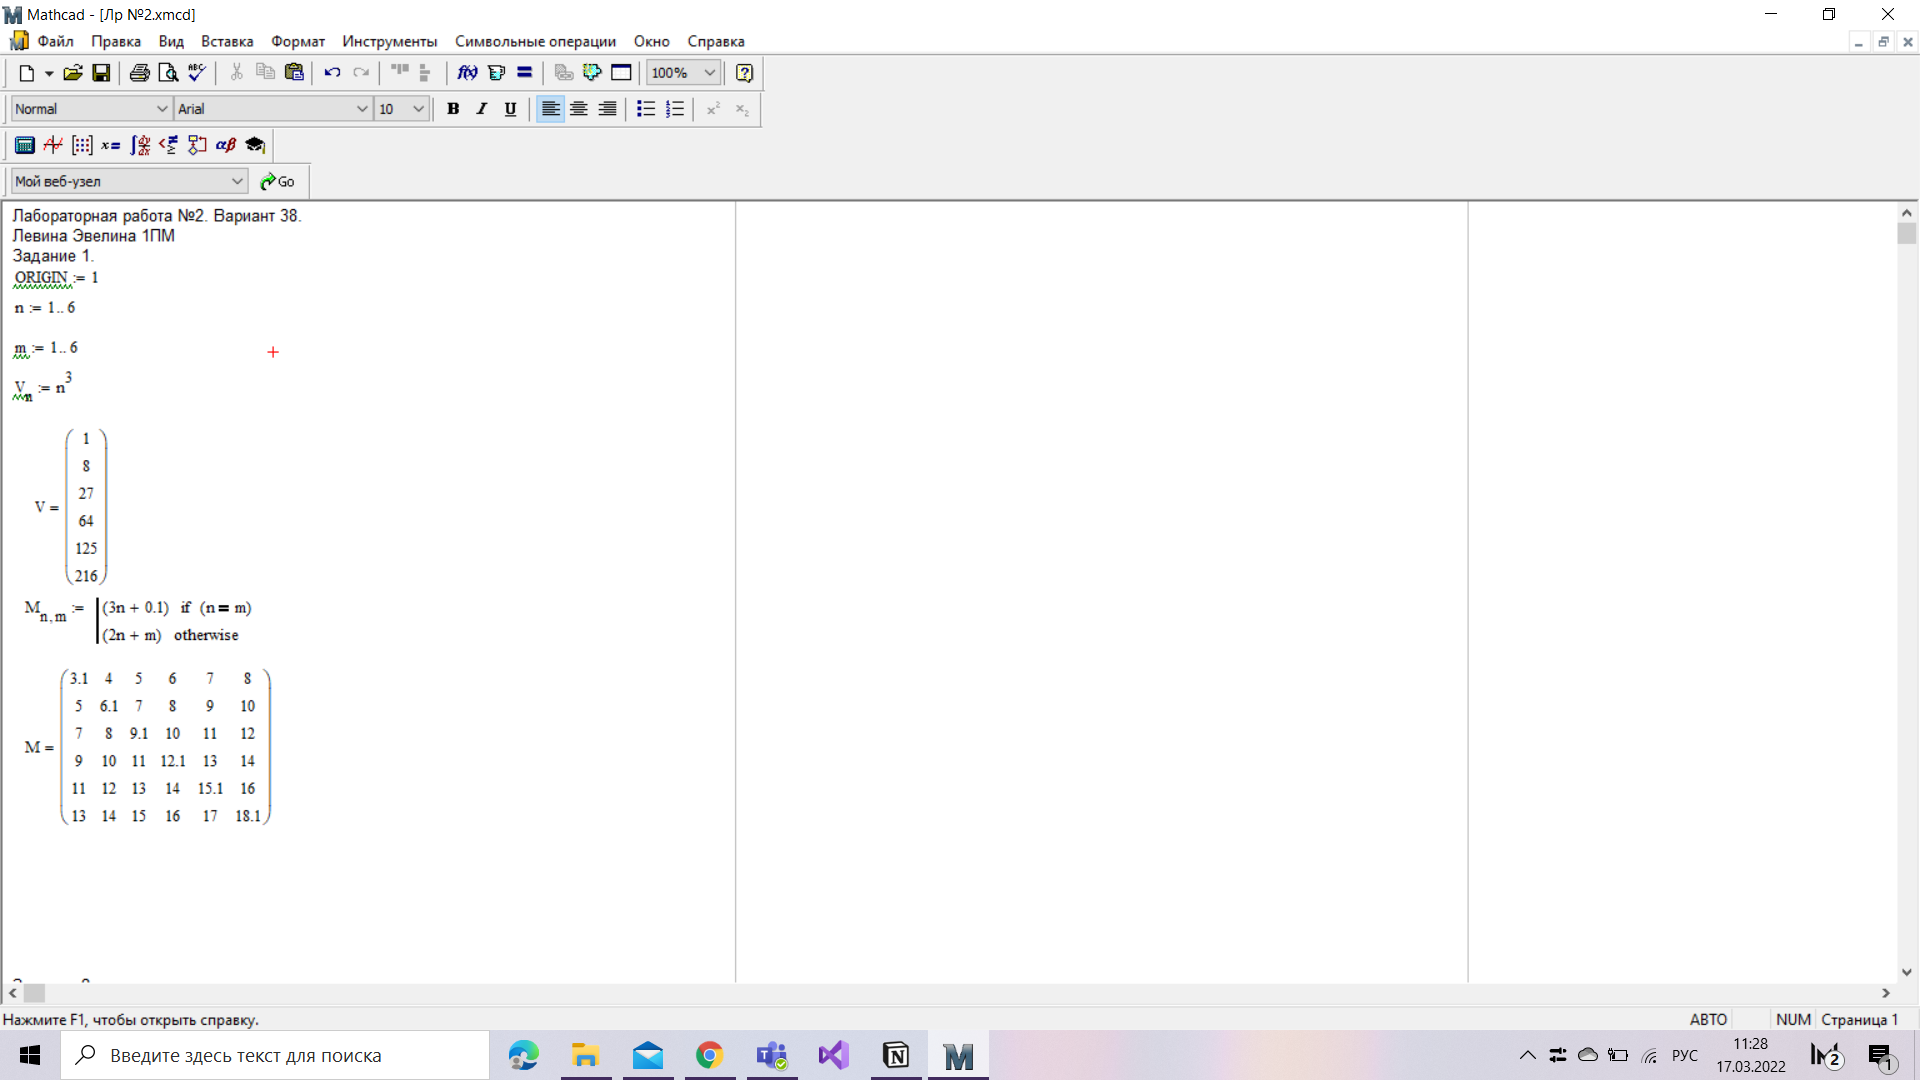 Mathcad - [Лр №2.xmcd]
Файл Правка Вид Вставка Формат Инструменты Символьные операции Окно Справка
100%
Normal Arial 10 B I U
Мой веб-узел Go
Лабораторная работа №2. Вариант 38.
Левина Эвелина 1ПМ
Задание 1.
ORIGIN := 1
n := 1.. 6
m := 1.. 6
Vₙ := n³
V =
1
8
27
64
125
216
M n,m := (3n + 0.1) if (n = m)
(2n + m) otherwise
M =
3.1 4 5 6 7 8
5 6.1 7 8 9 10
7 8 9.1 10 11 12
9 10 11 12.1 13 14
11 12 13 14 15.1 16
13 14 15 16 17 18.1
Нажмите F1, чтобы открыть справку. АВТО NUM Страница 1
Введите здесь текст для поиска
РУС 11:28
17.03.2022
2
1